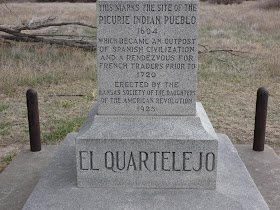 THIS MARKS THE SITE OF THE
PICURIE INDIAN PUEBLO
1604
WHICH BECAME AN OUTPOST
OF SPANISH CIVILIZATION
AND A RENDEZVOUS FOR
FRENCH TRADERS PRIOR TO
1720
ERECTED BY THE
KANSAS SOCIETY OF THE DAUGHTERS
OF THE AMERICAN REVOLUTION
1925
EL QUARTELEJO